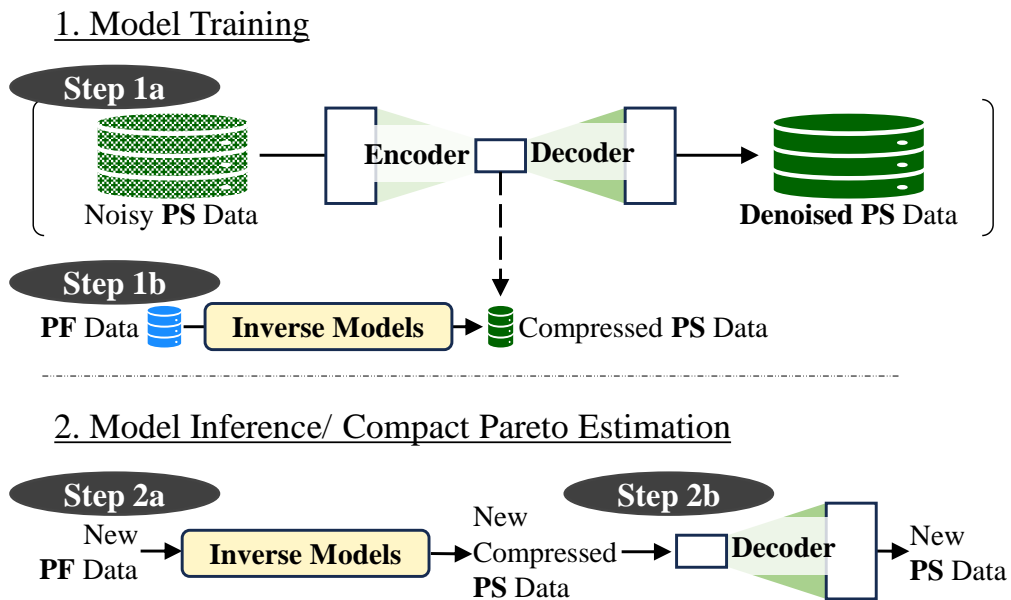 1. Model Training
Step 1a
Encoder
Decoder
Noisy PS Data
Denoised PS Data
Step 1b
PF Data
Inverse Models
Compressed PS Data
2. Model Inference/ Compact Pareto Estimation
Step 2a
New
PF Data
Inverse Models
New
Compressed
PS Data
Step 2b
Decoder
New
PS Data